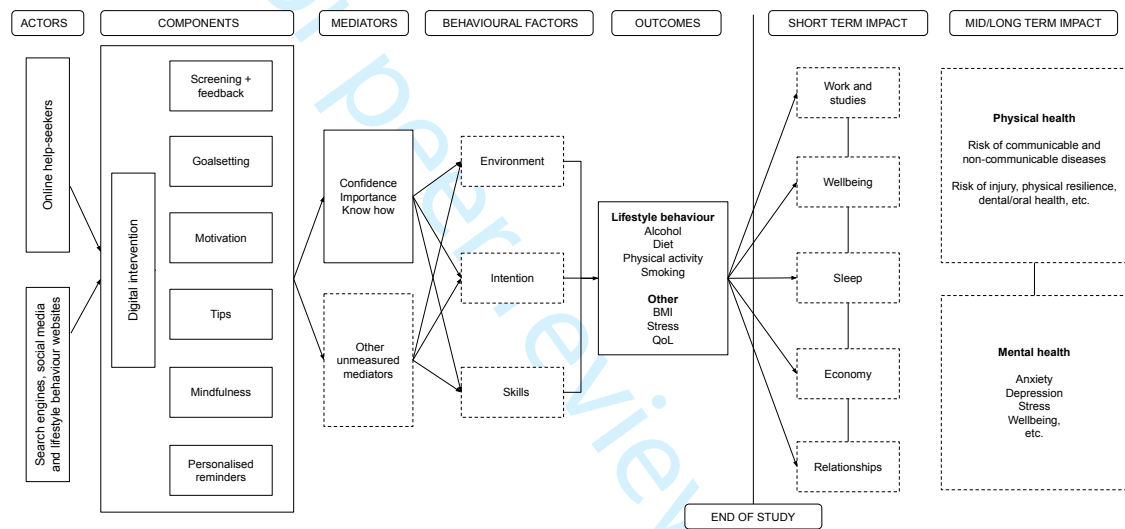 ACTORS
COMPONENTS
MEDIATORS
BEHAVIOURAL FACTORS
OUTCOMES
SHORT TERM IMPACT
MID/LONG TERM IMPACT
Online help-seekers
Search engines, social media
and lifestyle behaviour websites
Digital intervention
Screening +
feedback
Goalsetting
Motivation
Tips
Mindfulness
Personalised
reminders
Confidence
Importance
Know how
Other
unmeasured
mediators
Environment
Intention
Skills
Lifestyle behaviour
Alcohol
Diet
Physical activity
Smoking
Other
BMI
Stress
QoL
Work and
studies
Wellbeing
Sleep
Economy
Relationships
Physical health
Risk of communicable and
non-communicable diseases
Risk of injury, physical resilience,
dental/oral health, etc.
Mental health
Anxiety
Depression
Stress
Wellbeing,
etc.
END OF STUDY
or peer review